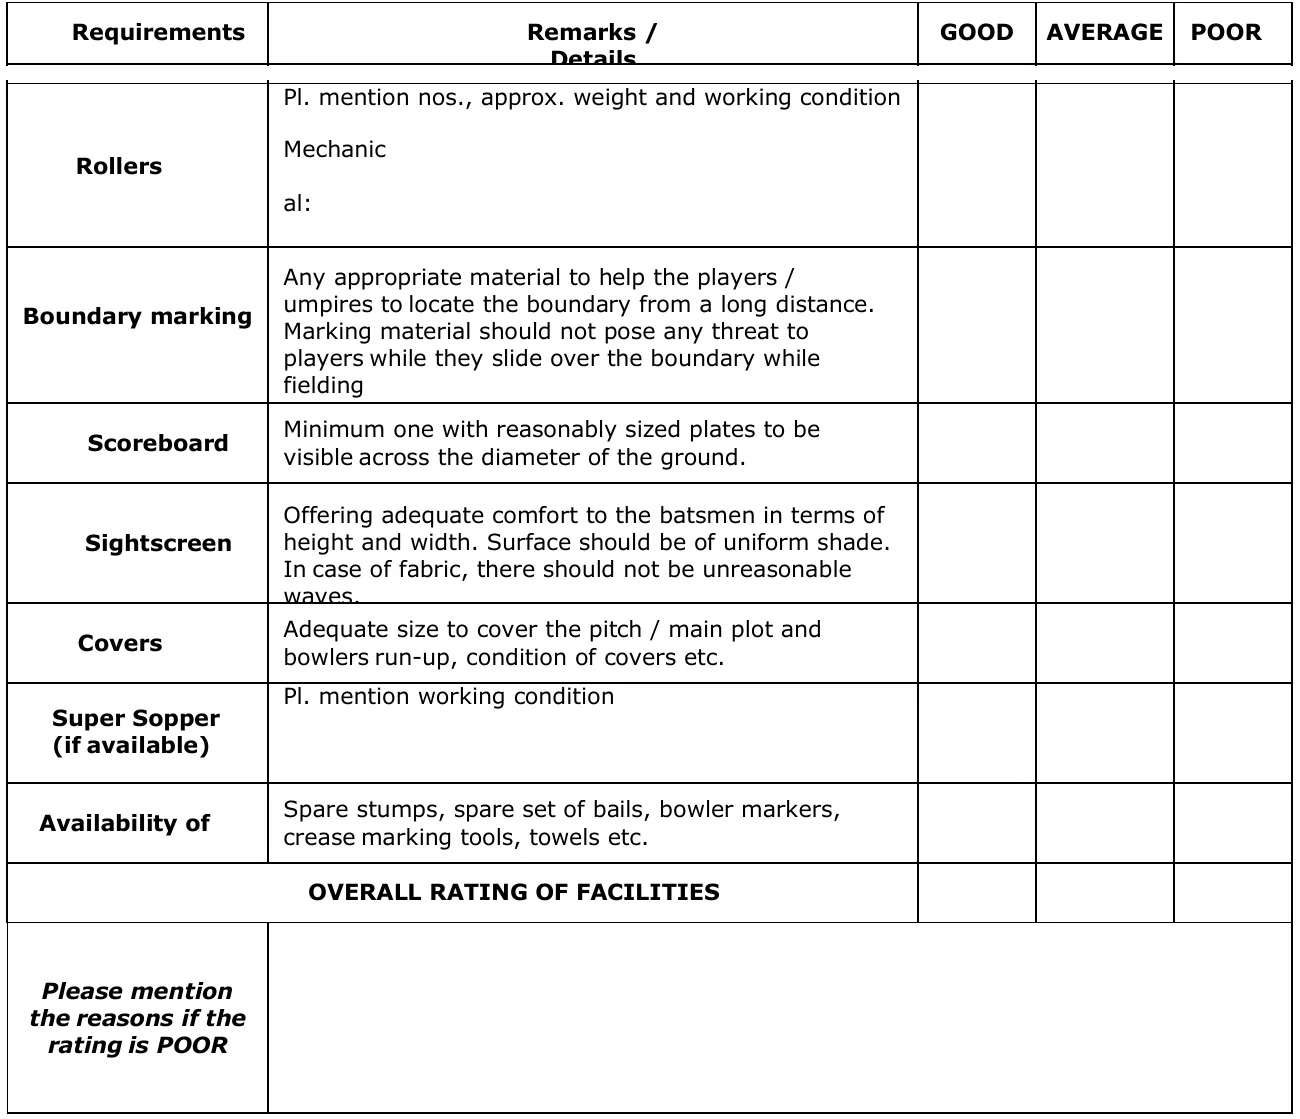 Requirements
Remarks /
Details
GOOD
AVERAGE
POOR
Rollers
Pl. mention nos., approx. weight and working condition
Mechanic
al:
Boundary marking
Any appropriate material to help the players /
umpires to locate the boundary from a long distance.
Marking material should not pose any threat to
players while they slide over the boundary while
fielding
Scoreboard
Minimum one with reasonably sized plates to be
visible across the diameter of the ground.
Sightscreen
Offering adequate comfort to the batsmen in terms of
height and width. Surface should be of uniform shade.
In case of fabric, there should not be unreasonable
waves.
Covers
Adequate size to cover the pitch / main plot and
bowlers run-up, condition of covers etc.
Super Sopper
(if available)
Pl. mention working condition
Availability of
Spare stumps, spare set of bails, bowler markers,
crease marking tools, towels etc.
OVERALL RATING OF FACILITIES
Please mention
the reasons if the
rating is POOR